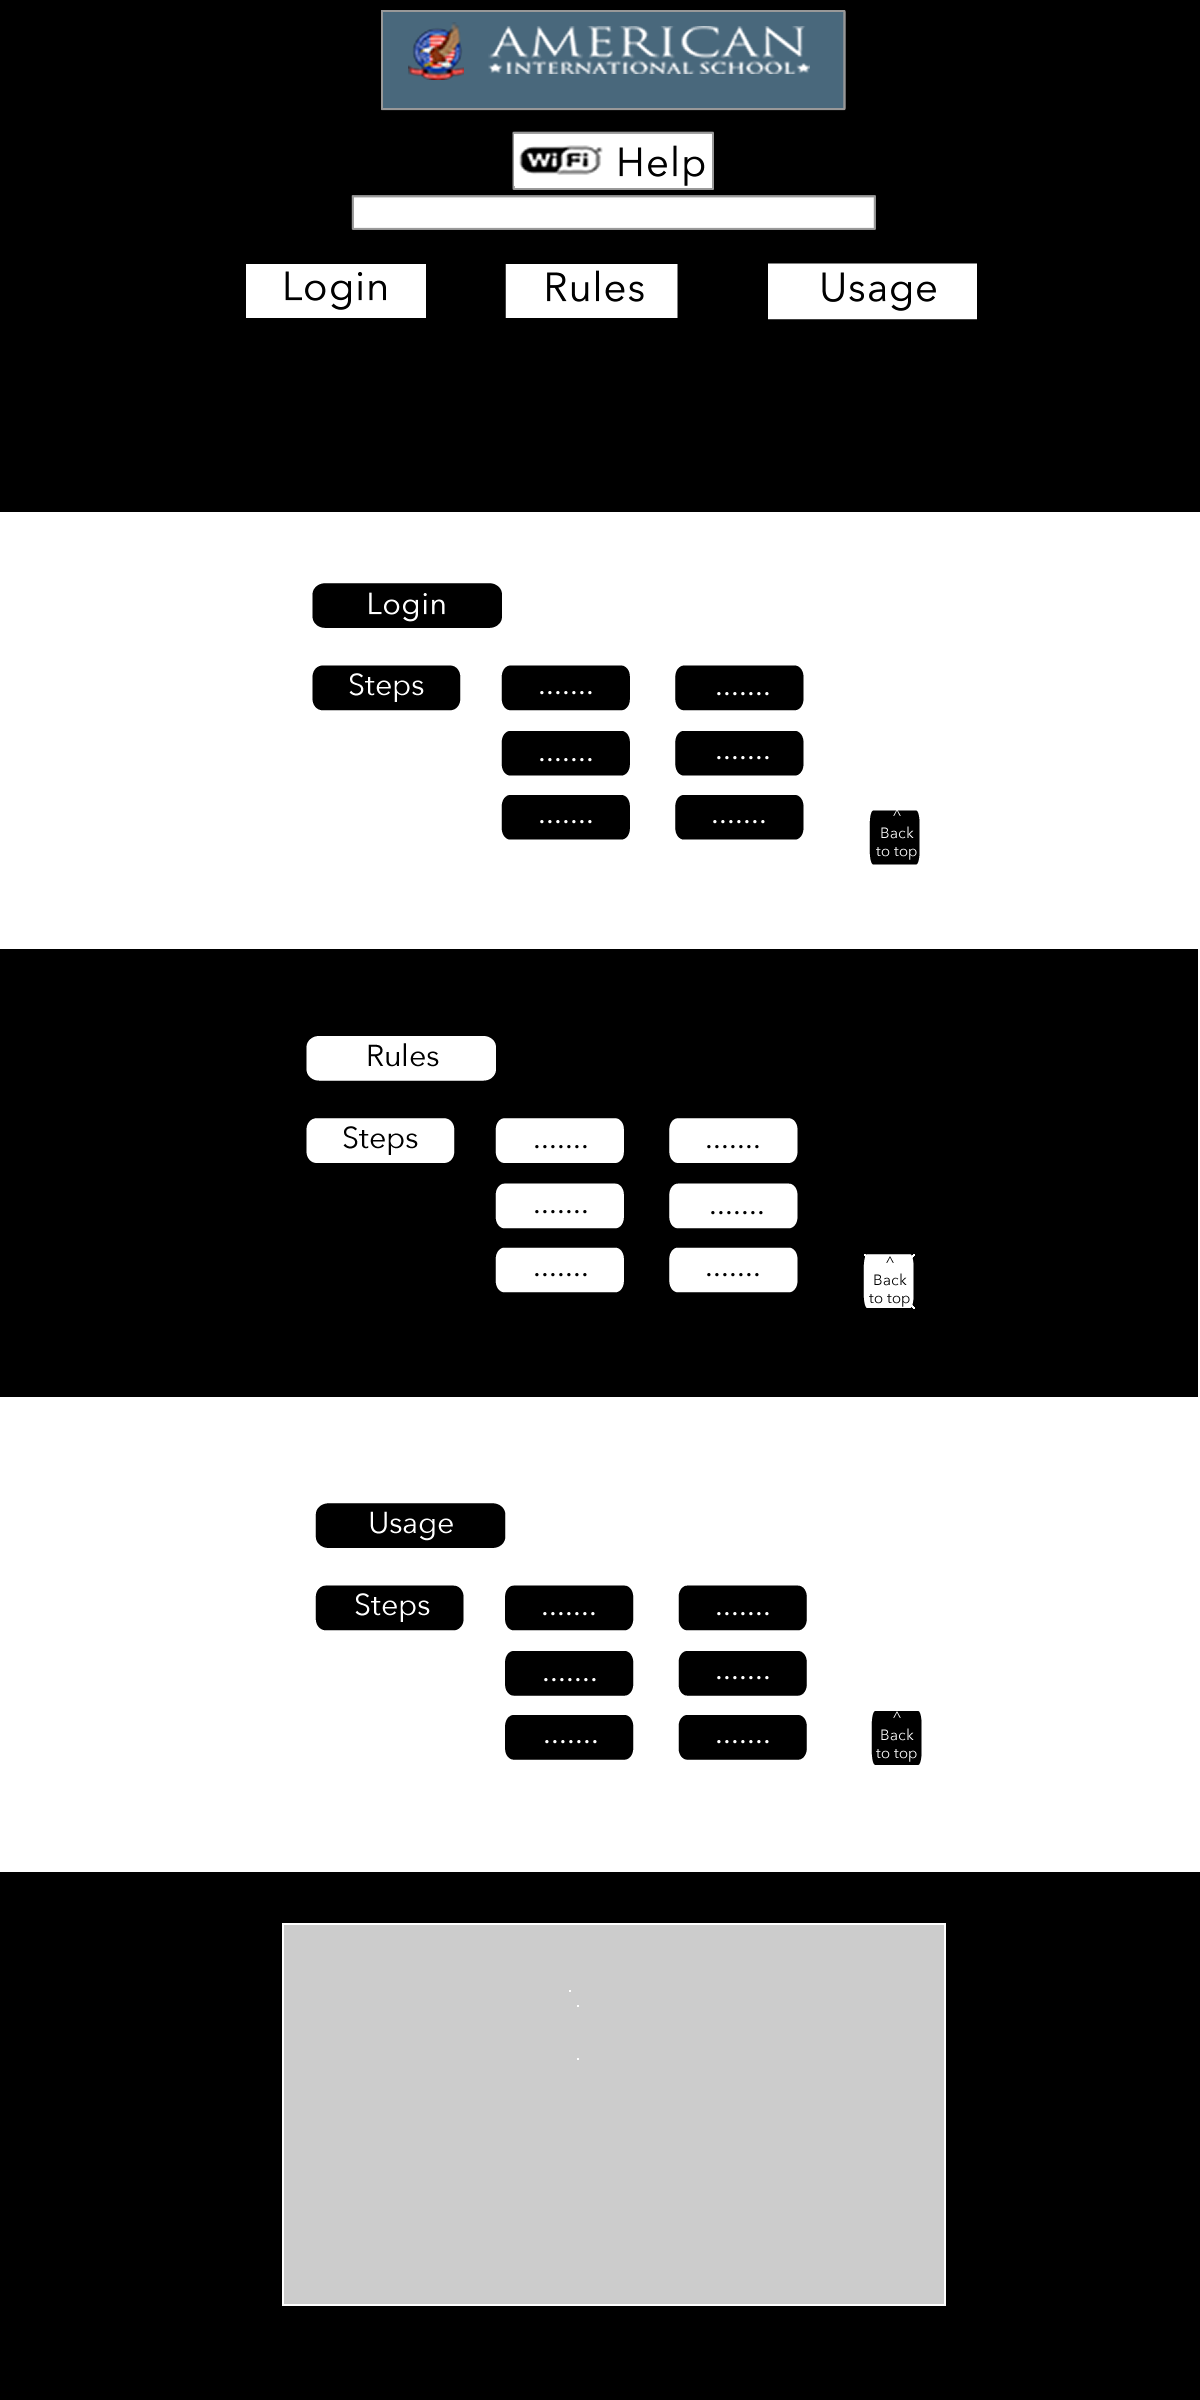 AMERICAN
★INTERNATIONAL SCHOOL★
WiFi Help
Login Rules Usage
Login
Steps ....... .......
....... .......
....... .......
^
Back
to top
Rules
Steps ....... .......
....... .......
....... .......
^
Back
to top
Usage
Steps ....... .......
....... .......
....... .......
^
Back
to top